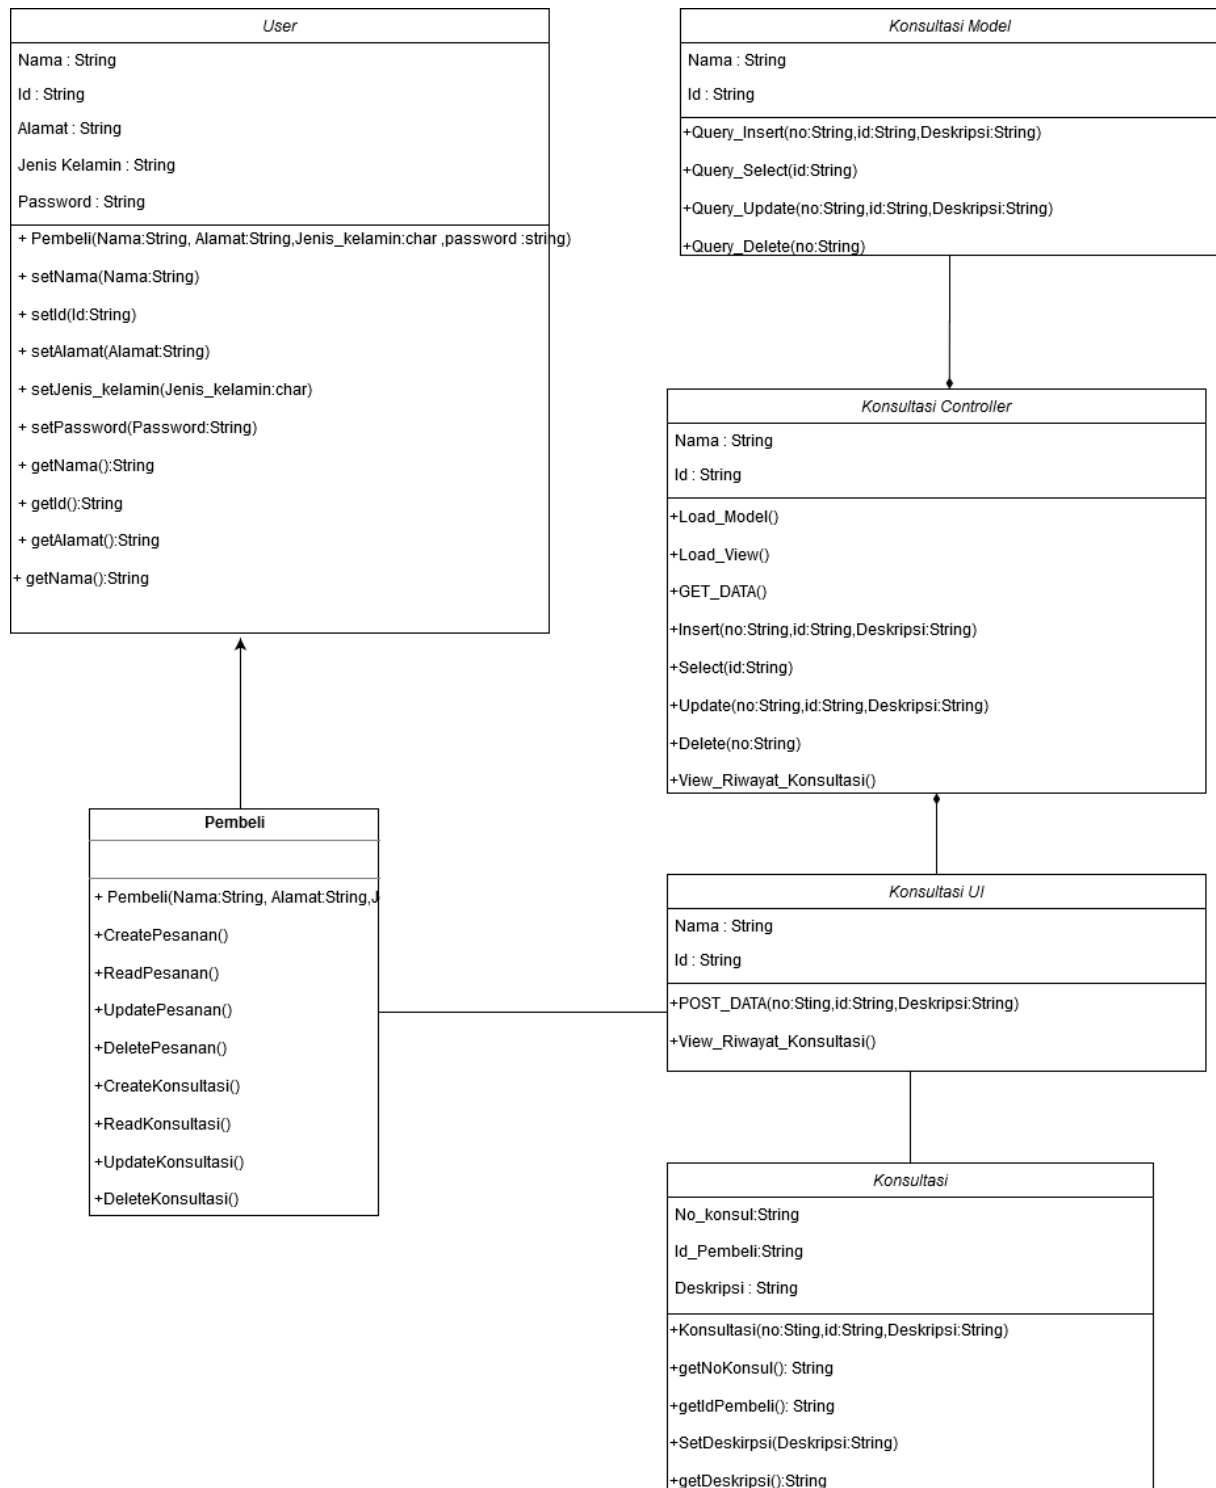 User
Nama : String
Id : String
Alamat : String
Jenis Kelamin : String
Password : String
+ Pembeli(Nama:String, Alamat:String,Jenis_kelamin:char ,password :string)
+ setNama(Nama:String)
+ setId(Id:String)
+ setAlamat(Alamat:String)
+ setJenis_kelamin(Jenis_kelamin:char)
+ setPassword(Password:String)
+ getNama():String
+ getId():String
+ getAlamat():String
+ getNama():String
Pembeli
+ Pembeli(Nama:String, Alamat:String,J
+CreatePesanan()
+ReadPesanan()
+UpdatePesanan()
+DeletePesanan()
+CreateKonsultasi()
+ReadKonsultasi()
+UpdateKonsultasi()
+DeleteKonsultasi()
Konsultasi Model
Nama : String
Id : String
+Query_Insert(no:String,id:String,Deskripsi:String)
+Query_Select(id:String)
+Query_Update(no:String,id:String,Deskripsi:String)
+Query_Delete(no:String)
Konsultasi Controller
Nama : String
Id : String
+Load_Model()
+Load_View()
+GET_DATA()
+Insert(no:String,id:String,Deskripsi:String)
+Select(id:String)
+Update(no:String,id:String,Deskripsi:String)
+Delete(no:String)
+View_Riwayat_Konsultasi()
Konsultasi UI
Nama : String
Id : String
+POST_DATA(no:Sting,id:String,Deskripsi:String)
+View_Riwayat_Konsultasi()
Konsultasi
No_konsul:String
Id_Pembeli:String
Deskripsi : String
+Konsultasi(no:Sting,id:String,Deskripsi:String)
+getNoKonsul(): String
+getIdPembeli(): String
+SetDeskirpsi(Deskripsi:String)
+getDeskripsi():String